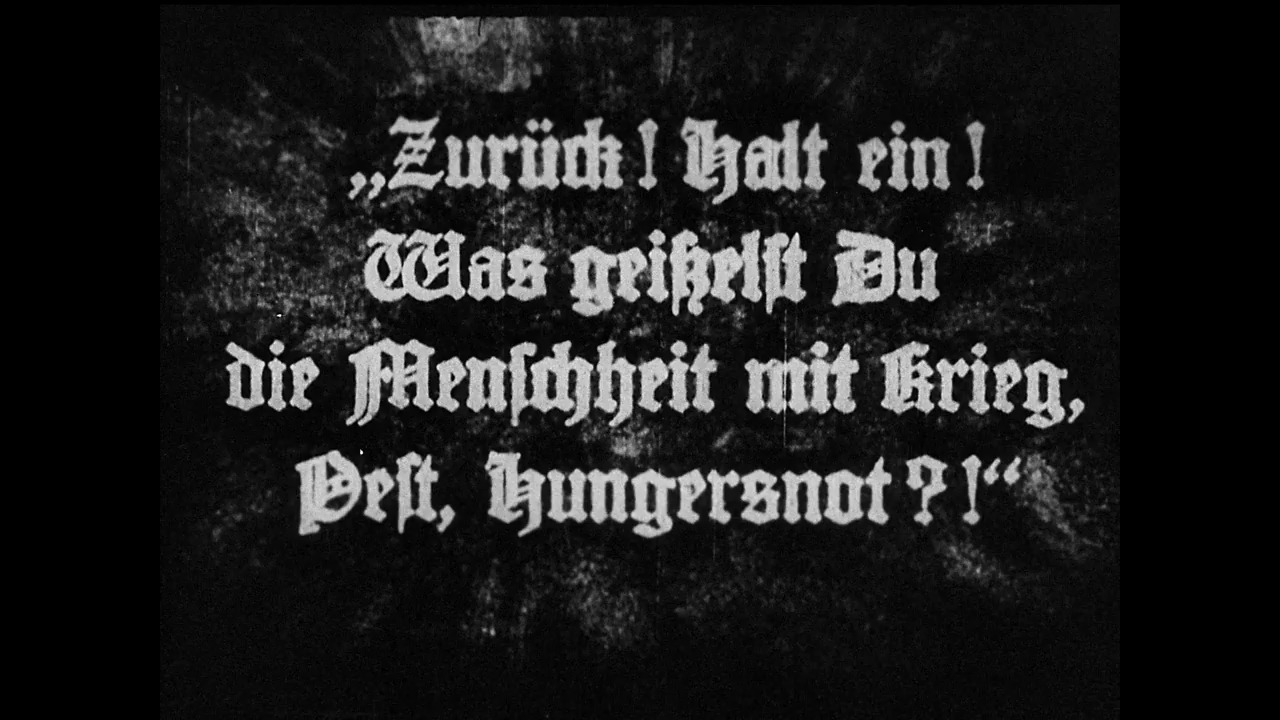 „Zurück! Halt ein!
Was geißelst Du
die Menschheit mit Krieg,
Pest, Hungersnot?!“